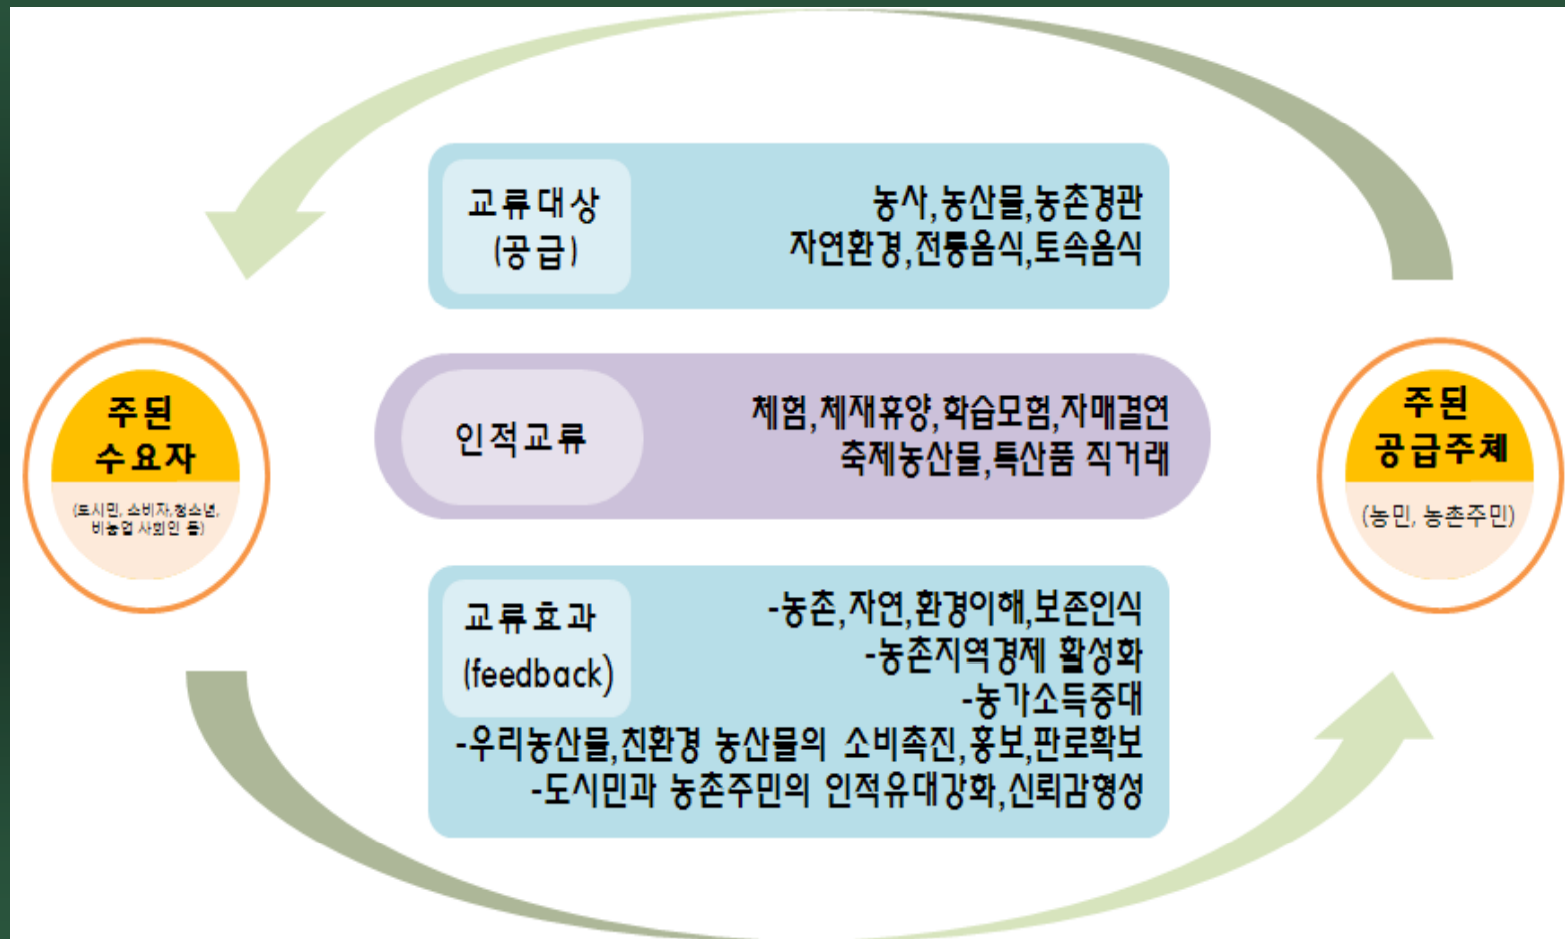 교류대상
(공급)
농사,농산물,농촌경관
자연환경,전통음식,토속음식
주된
수요자
(도시민, 소비자,청소년,
비농업 사회인 등)
인적교류
체험,체재휴양,학습모험,자매결연
축제농산물,특산품 직거래
주된
공급주체
(농민, 농촌주민)
교류효과
(feedback)
-농촌,자연,환경이해,보존인식
-농촌지역경제 활성화
-농가소득증대
-우리농산물,친환경 농산물의 소비촉진,홍보,판로확보
-도시민과 농촌주민의 인적유대강화,신뢰감형성